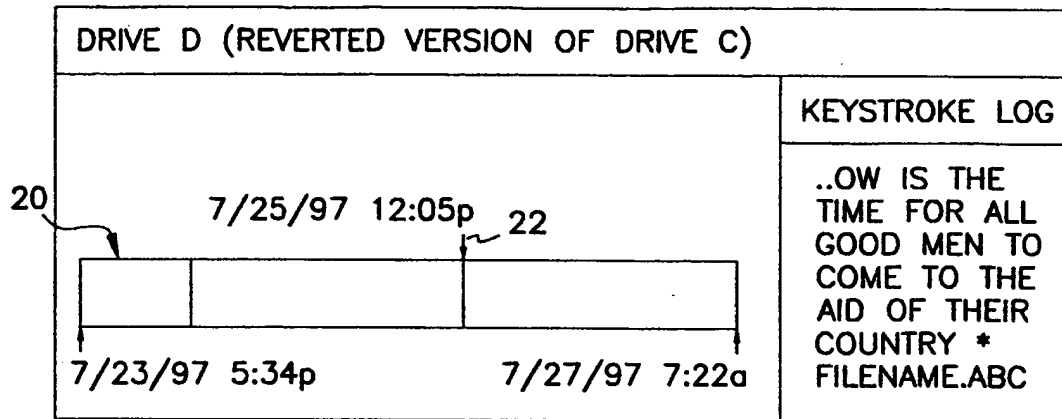 DRIVE D (REVERTED VERSION OF DRIVE C)
KEYSTROKE LOG
..OW IS THE
TIME FOR ALL
GOOD MEN TO
COME TO THE
AID OF THEIR
COUNTRY *
FILENAME.ABC
20
7/25/97 12:05p
22
7/23/97 5:34p
7/27/97 7:22a